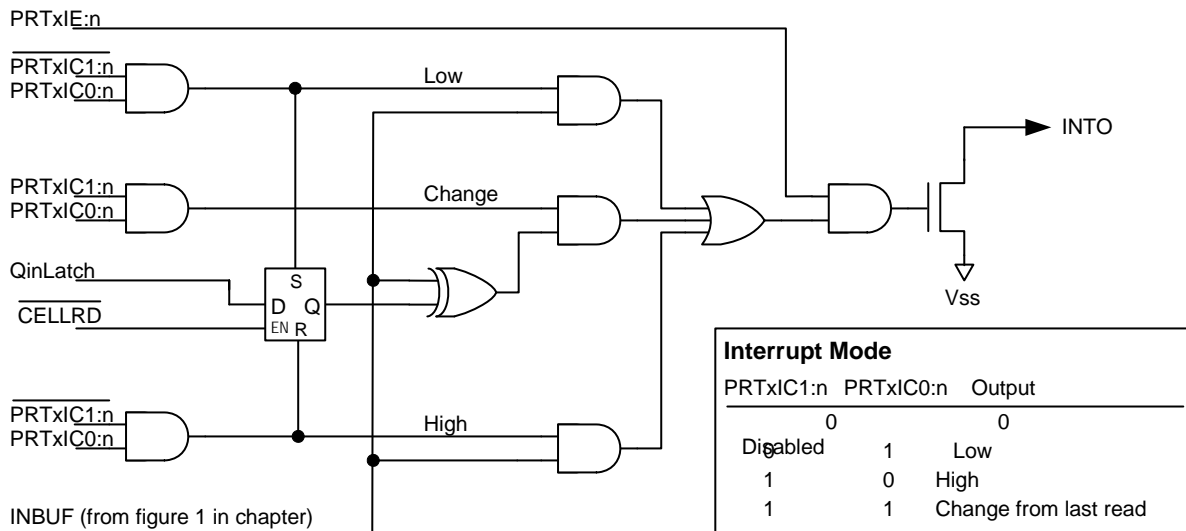 PRTxIE:n
PRTxIC1:n
PRTxIC0:n
Low
INTO
PRTxIC1:n
PRTxIC0:n
Change
QinLatch
S
D Q
EN R
CELLRD
Vss
PRTxIC1:n
PRTxIC0:n
High
INBUF (from figure 1 in chapter)
Interrupt Mode
PRTxIC1:n PRTxIC0:n Output
0 0
Disabled
0 1 Low
1 0 High
1 1 Change from last read